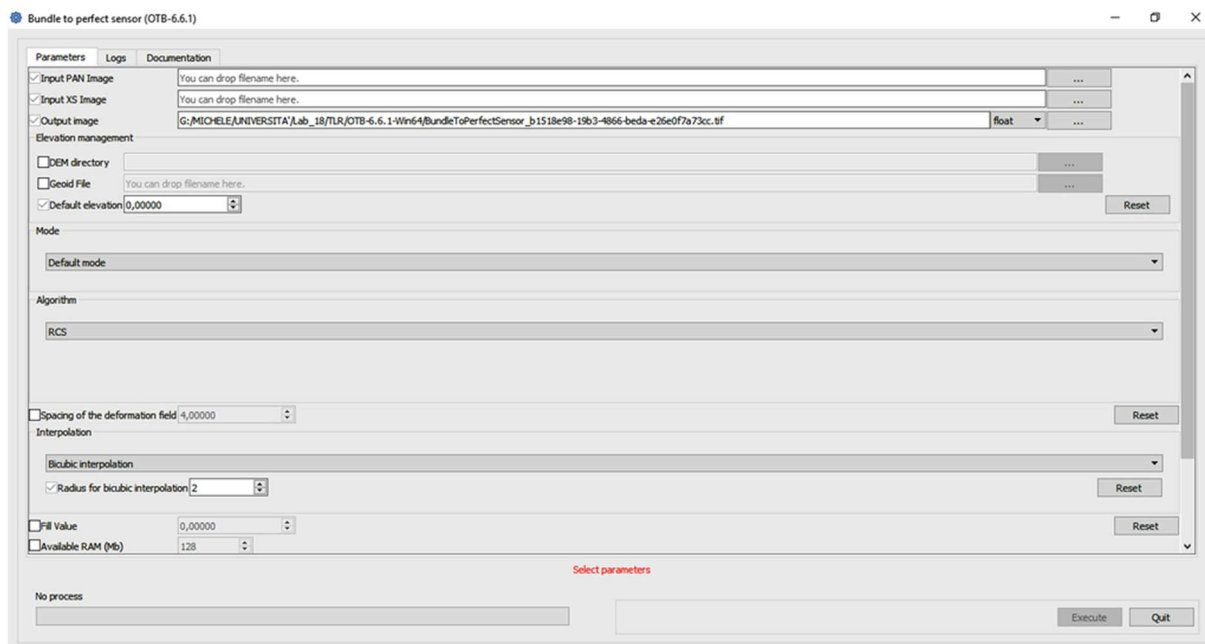 Bundle to perfect sensor (OTB-6.6.1)
Parameters Logs Documentation
Input PAN Image You can drop filename here. ...
Input XS Image You can drop filename here. ...
Output image G:/MICHELE/UNIVERSITA'/Lab_18/TLR/OTB-6.6.1-Win64/BundleToPerfectSensor_b1518e98-19b3-4866-beda-e26e0f7a73cc.tif float ...
Elevation management
DEM directory ...
Geoid File You can drop filename here. ...
Default elevation 0,00000 Reset
Mode
Default mode
Algorithm
RCS
Spacing of the deformation field 4,00000 Reset
Interpolation
Bicubic interpolation
Radius for bicubic interpolation 2 Reset
Fill Value 0,00000 Reset
Available RAM (Mb) 128
Select parameters
No process
Execute Quit